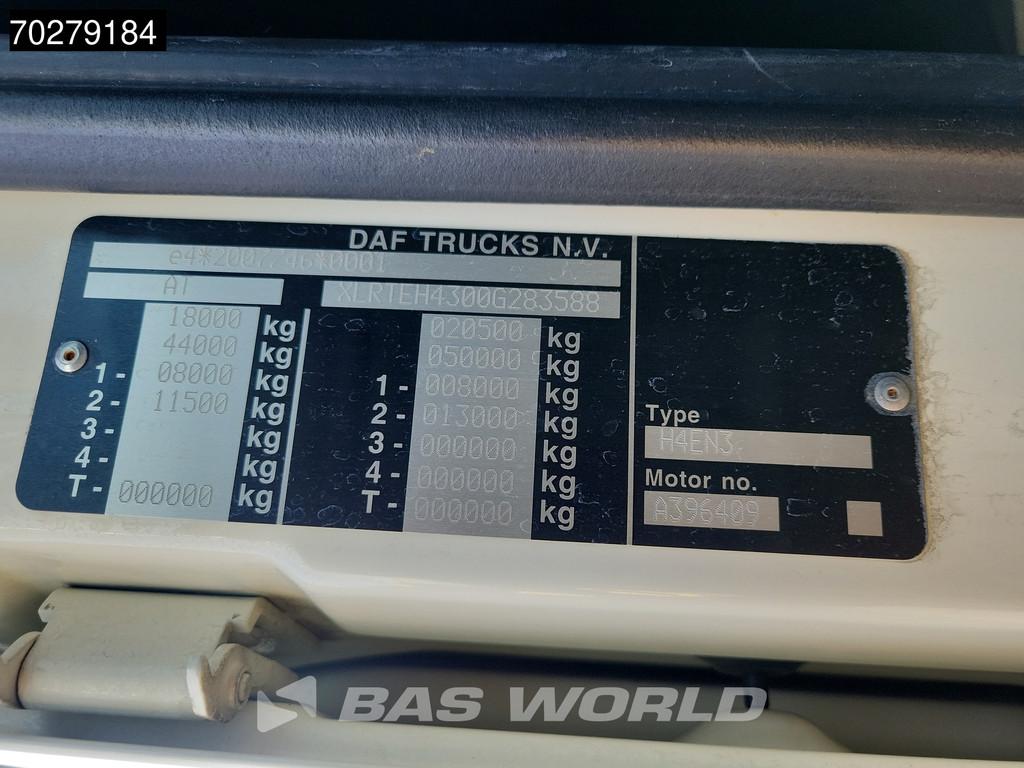 70279184
DAF TRUCKS N.V.
e4*2007/46*0001
XLRTEH4300G283588
18000 kg
44000 kg
1 - 08000 kg
2 - 11500 kg
3 - kg
4 - kg
T - 000000 kg
020500 kg
050000 kg
1 - 008000 kg
2 - 013000 kg
3 - 000000 kg
4 - 000000 kg
T - 000000 kg
Type
H4EN3
Motor no.
A396409
BAS WORLD